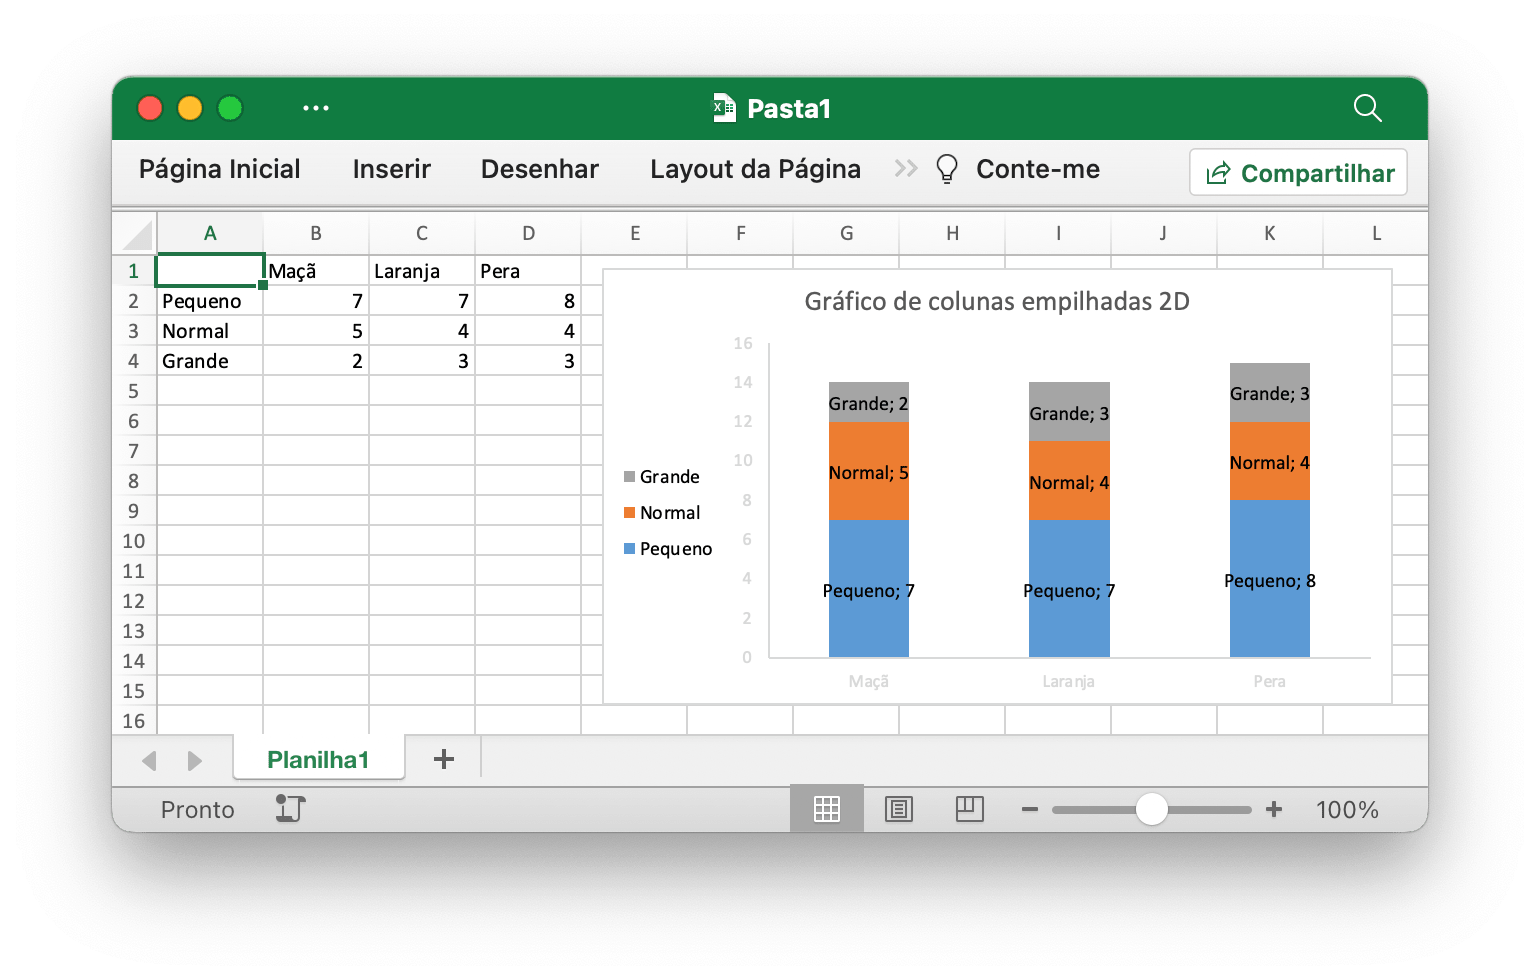 Pasta1
Página Inicial Inserir Desenhar Layout da Página Conte-me Compartilhar
A B C D E F G H I J K L
1 Maçã Laranja Pera
2 Pequeno 7 7 8
3 Normal 5 4 4
4 Grande 2 3 3
5
6
7
8
9
10
11
12
13
14
15
16
Gráfico de colunas empilhadas 2D
16
14
12
10
8
6
4
2
0
Grande
Normal
Pequeno
Grande; 2 Grande; 3 Grande; 3
Normal; 5 Normal; 4 Normal; 4
Pequeno; 7 Pequeno; 7 Pequeno; 8
Maçã Laranja Pera
Planilha1 +
Pronto 100%